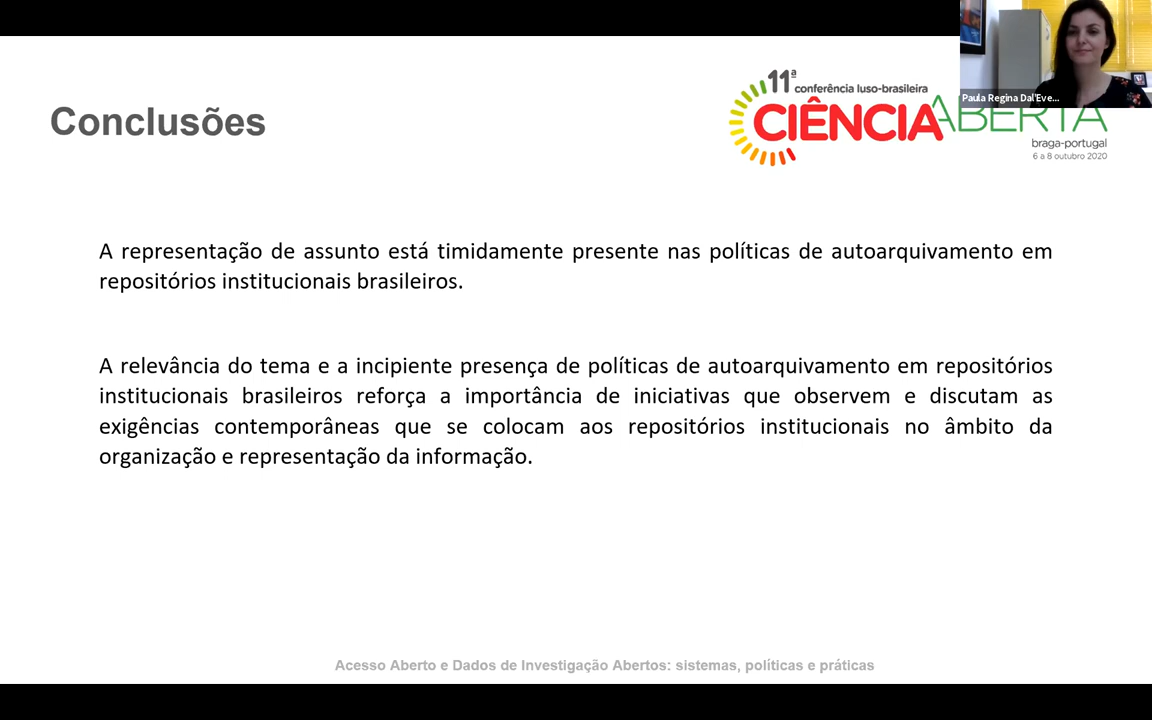 Paula Regina Dal'Eve...
11ª
conferência luso-brasileira
CIÊNCIA ABERTA
braga-portugal
6 a 8 outubro 2020
Conclusões
A representação de assunto está timidamente presente nas políticas de autoarquivamento em
repositórios institucionais brasileiros.
A relevância do tema e a incipiente presença de políticas de autoarquivamento em repositórios
institucionais brasileiros reforça a importância de iniciativas que observem e discutam as
exigências contemporâneas que se colocam aos repositórios institucionais no âmbito da
organização e representação da informação.
Acesso Aberto e Dados de Investigação Abertos: sistemas, políticas e práticas